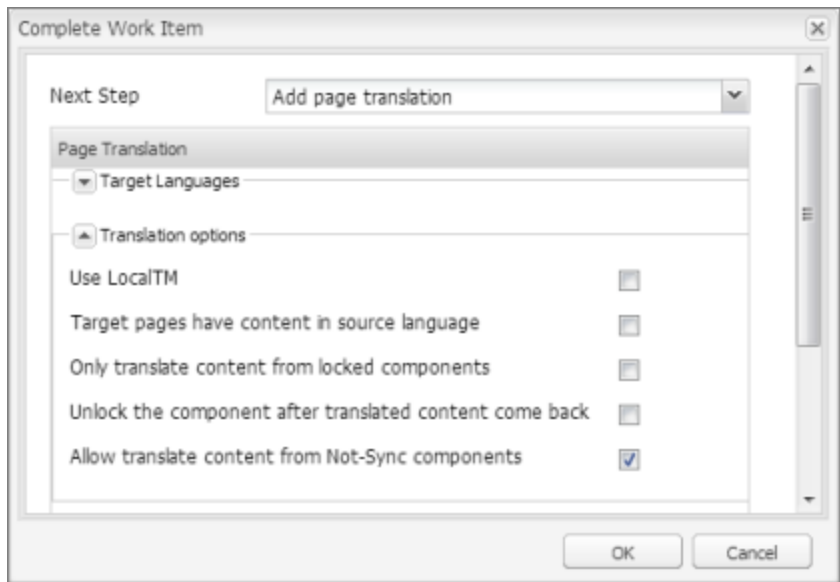 Complete Work Item
Next Step Add page translation
Page Translation
Target Languages
Translation options
Use LocalTM
Target pages have content in source language
Only translate content from locked components
Unlock the component after translated content come back
Allow translate content from Not-Sync components
OK Cancel